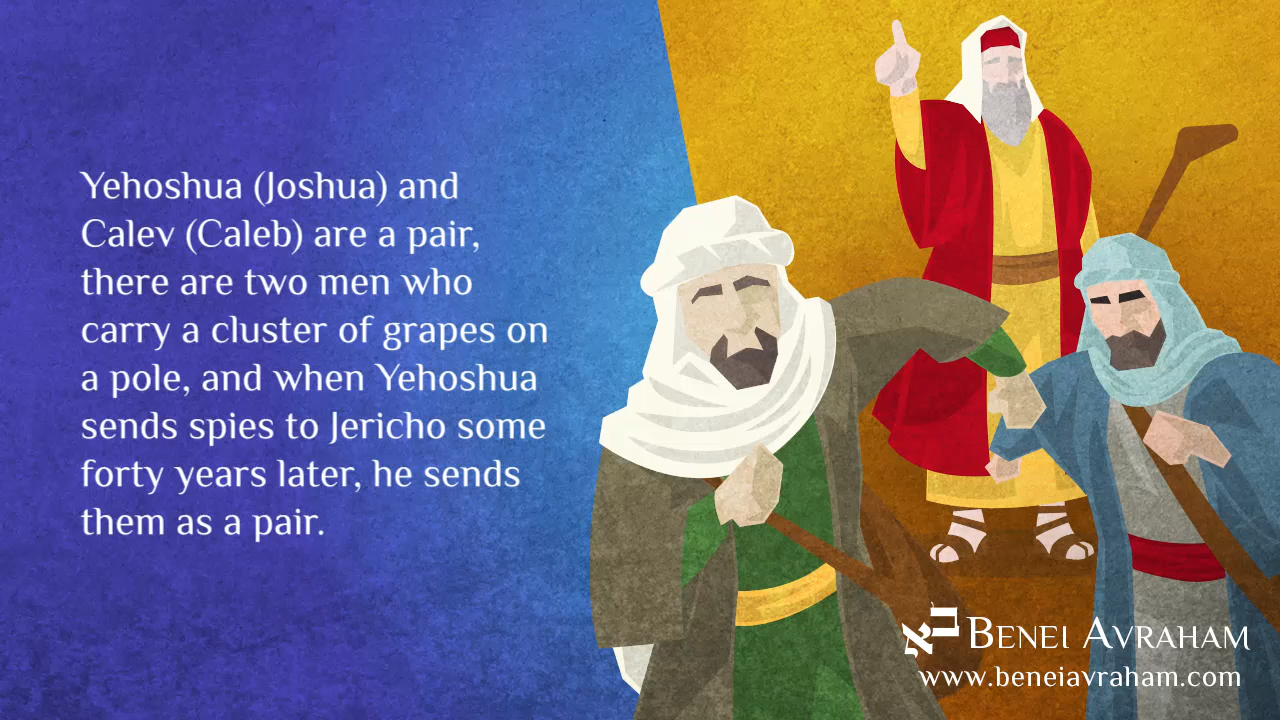 Yehoshua (Joshua) and
Calev (Caleb) are a pair,
there are two men who
carry a cluster of grapes on
a pole, and when Yehoshua
sends spies to Jericho some
forty years later, he sends
them as a pair.
בא Benei Avraham
www.beneiavraham.com